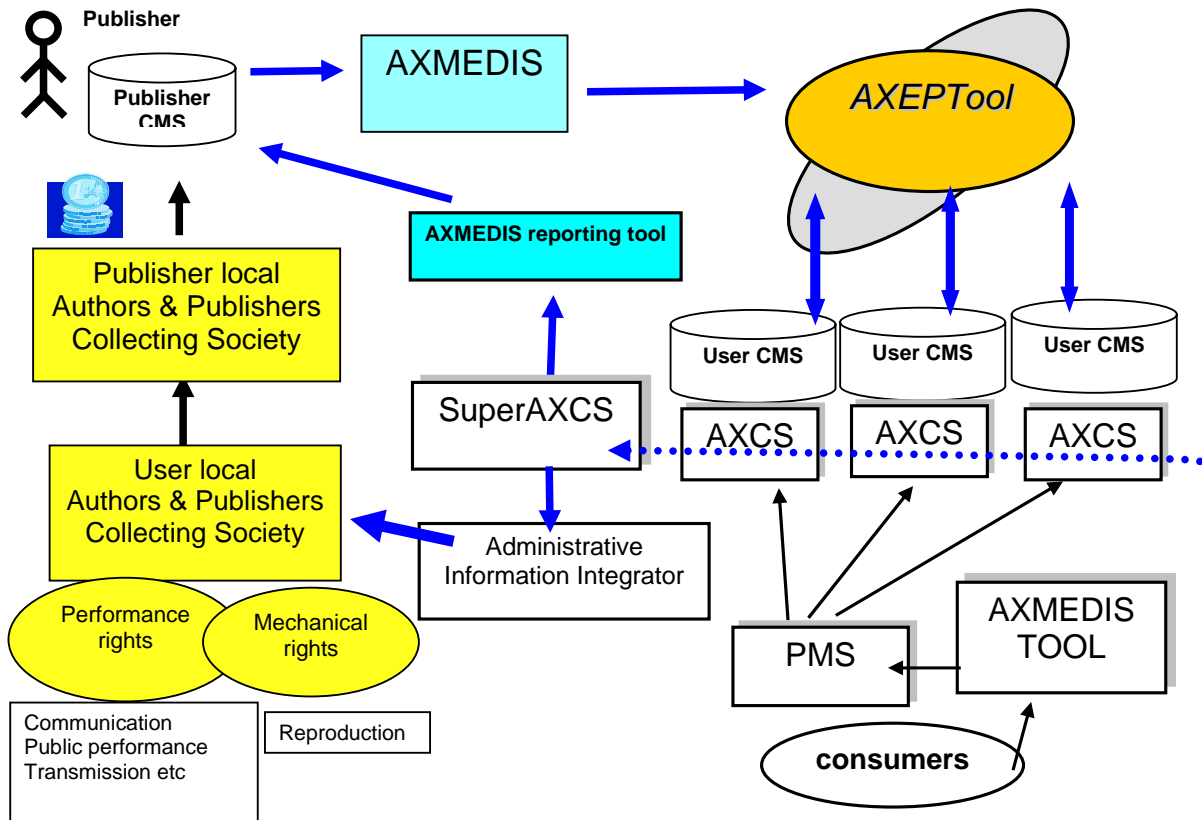 Publisher
Publisher
CMS
AXMEDIS
AXEPTool
AXMEDIS reporting tool
Publisher local
Authors & Publishers
Collecting Society
User CMS
User CMS
User CMS
SuperAXCS
AXCS
AXCS
AXCS
User local
Authors & Publishers
Collecting Society
Administrative
Information Integrator
Performance
rights
Mechanical
rights
PMS
AXMEDIS
TOOL
Communication
Public performance
Transmission etc
Reproduction
consumers